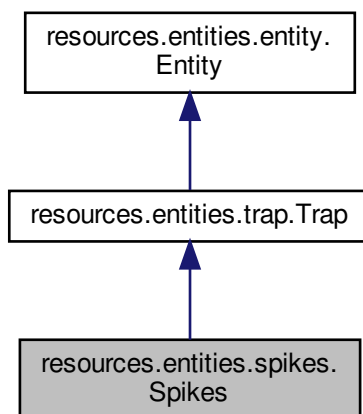 resources.entities.entity.
Entity
resources.entities.trap.Trap
resources.entities.spikes.
Spikes